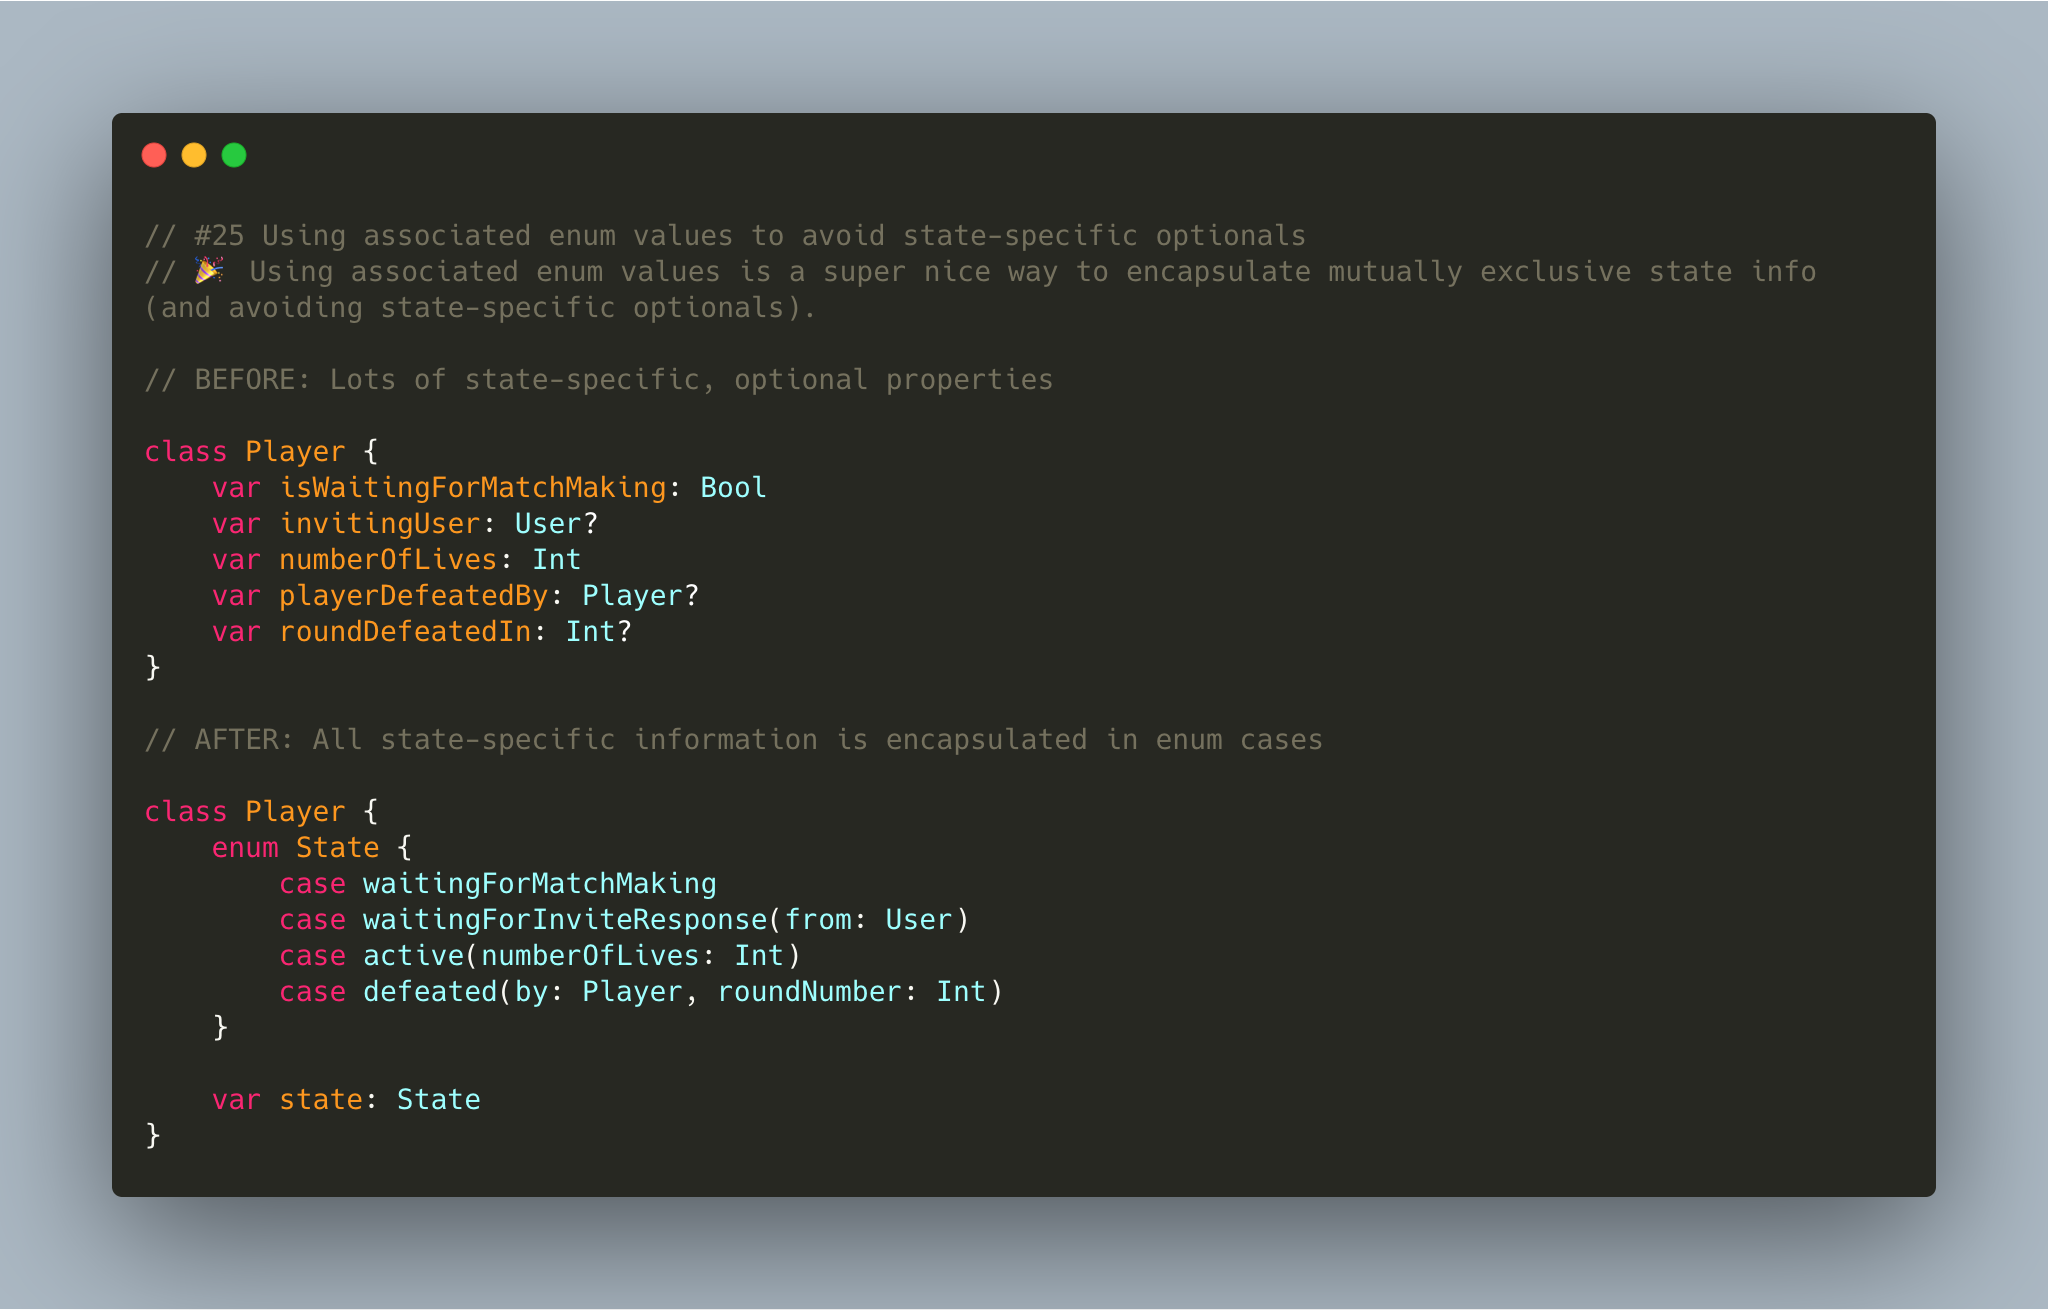 // #25 Using associated enum values to avoid state-specific optionals
// 🎉 Using associated enum values is a super nice way to encapsulate mutually exclusive state info
(and avoiding state-specific optionals).

// BEFORE: Lots of state-specific, optional properties

class Player {
    var isWaitingForMatchMaking: Bool
    var invitingUser: User?
    var numberOfLives: Int
    var playerDefeatedBy: Player?
    var roundDefeatedIn: Int?
}

// AFTER: All state-specific information is encapsulated in enum cases

class Player {
    enum State {
        case waitingForMatchMaking
        case waitingForInviteResponse(from: User)
        case active(numberOfLives: Int)
        case defeated(by: Player, roundNumber: Int)
    }

    var state: State
}